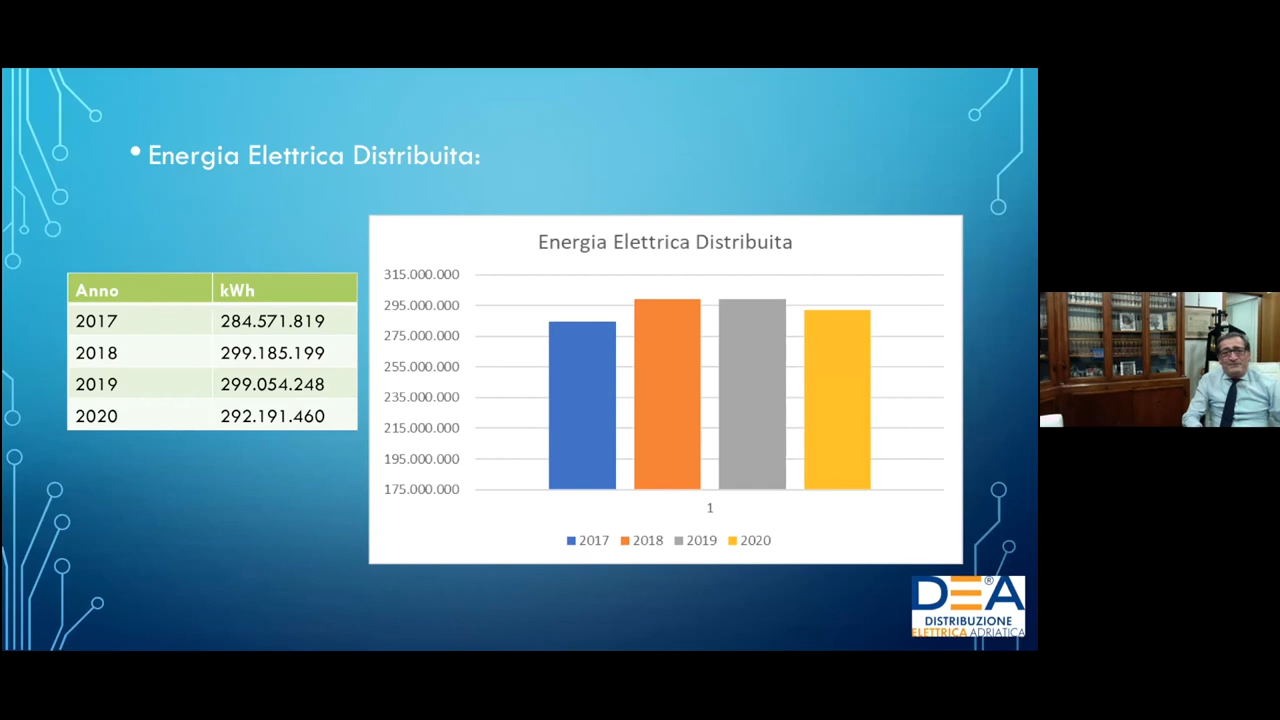 • Energia Elettrica Distribuita:
Anno kWh
2017 284.571.819
2018 299.185.199
2019 299.054.248
2020 292.191.460
Energia Elettrica Distribuita
315.000.000
295.000.000
275.000.000
255.000.000
235.000.000
215.000.000
195.000.000
175.000.000
1
2017 2018 2019 2020
DEA®
DISTRIBUZIONE
ELETTRICA ADRIATICA